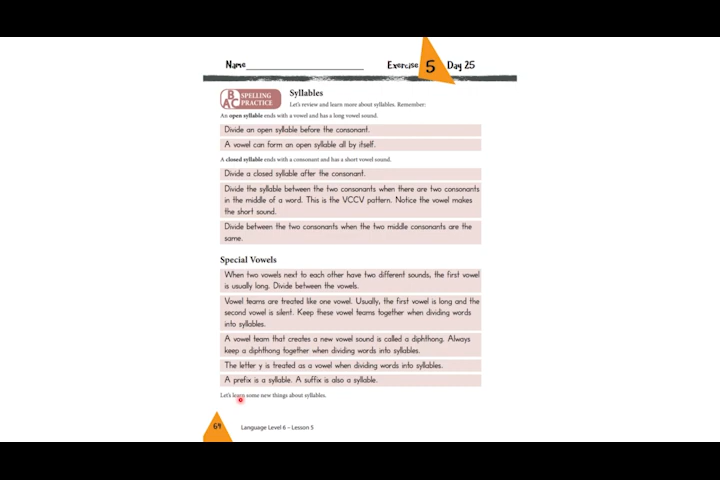 Name
Exercise 5 Day 25
ABC SPELLING PRACTICE
Syllables
Let's review and learn more about syllables. Remember:
An open syllable ends with a vowel and has a long vowel sound.
Divide an open syllable before the consonant.
A vowel can form an open syllable all by itself.
A closed syllable ends with a consonant and has a short vowel sound.
Divide a closed syllable after the consonant.
Divide the syllable between the two consonants when there are two consonants
in the middle of a word. This is the VCCV pattern. Notice the vowel makes
the short sound.
Divide between the two consonants when the two middle consonants are the
same.
Special Vowels
When two vowels next to each other have two different sounds, the first vowel
is usually long. Divide between the vowels.
Vowel teams are treated like one vowel. Usually, the first vowel is long and the
second vowel is silent. Keep these vowel teams together when dividing words
into syllables.
A vowel team that creates a new vowel sound is called a diphthong. Always
keep a diphthong together when dividing words into syllables.
The letter y is treated as a vowel when dividing words into syllables.
A prefix is a syllable. A suffix is also a syllable.
Let's learn some new things about syllables.
64 Language Level 6 – Lesson 5